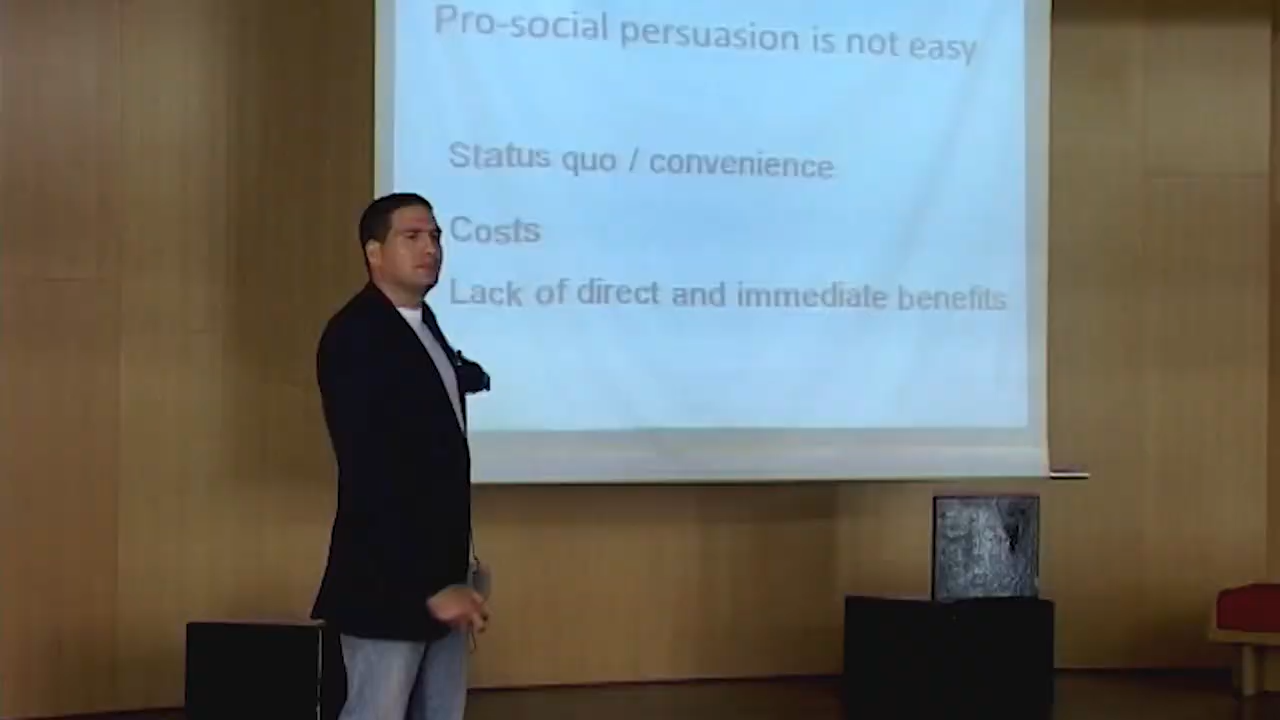 Pro-social persuasion is not easy
Status quo / convenience
Costs
Lack of direct and immediate benefits